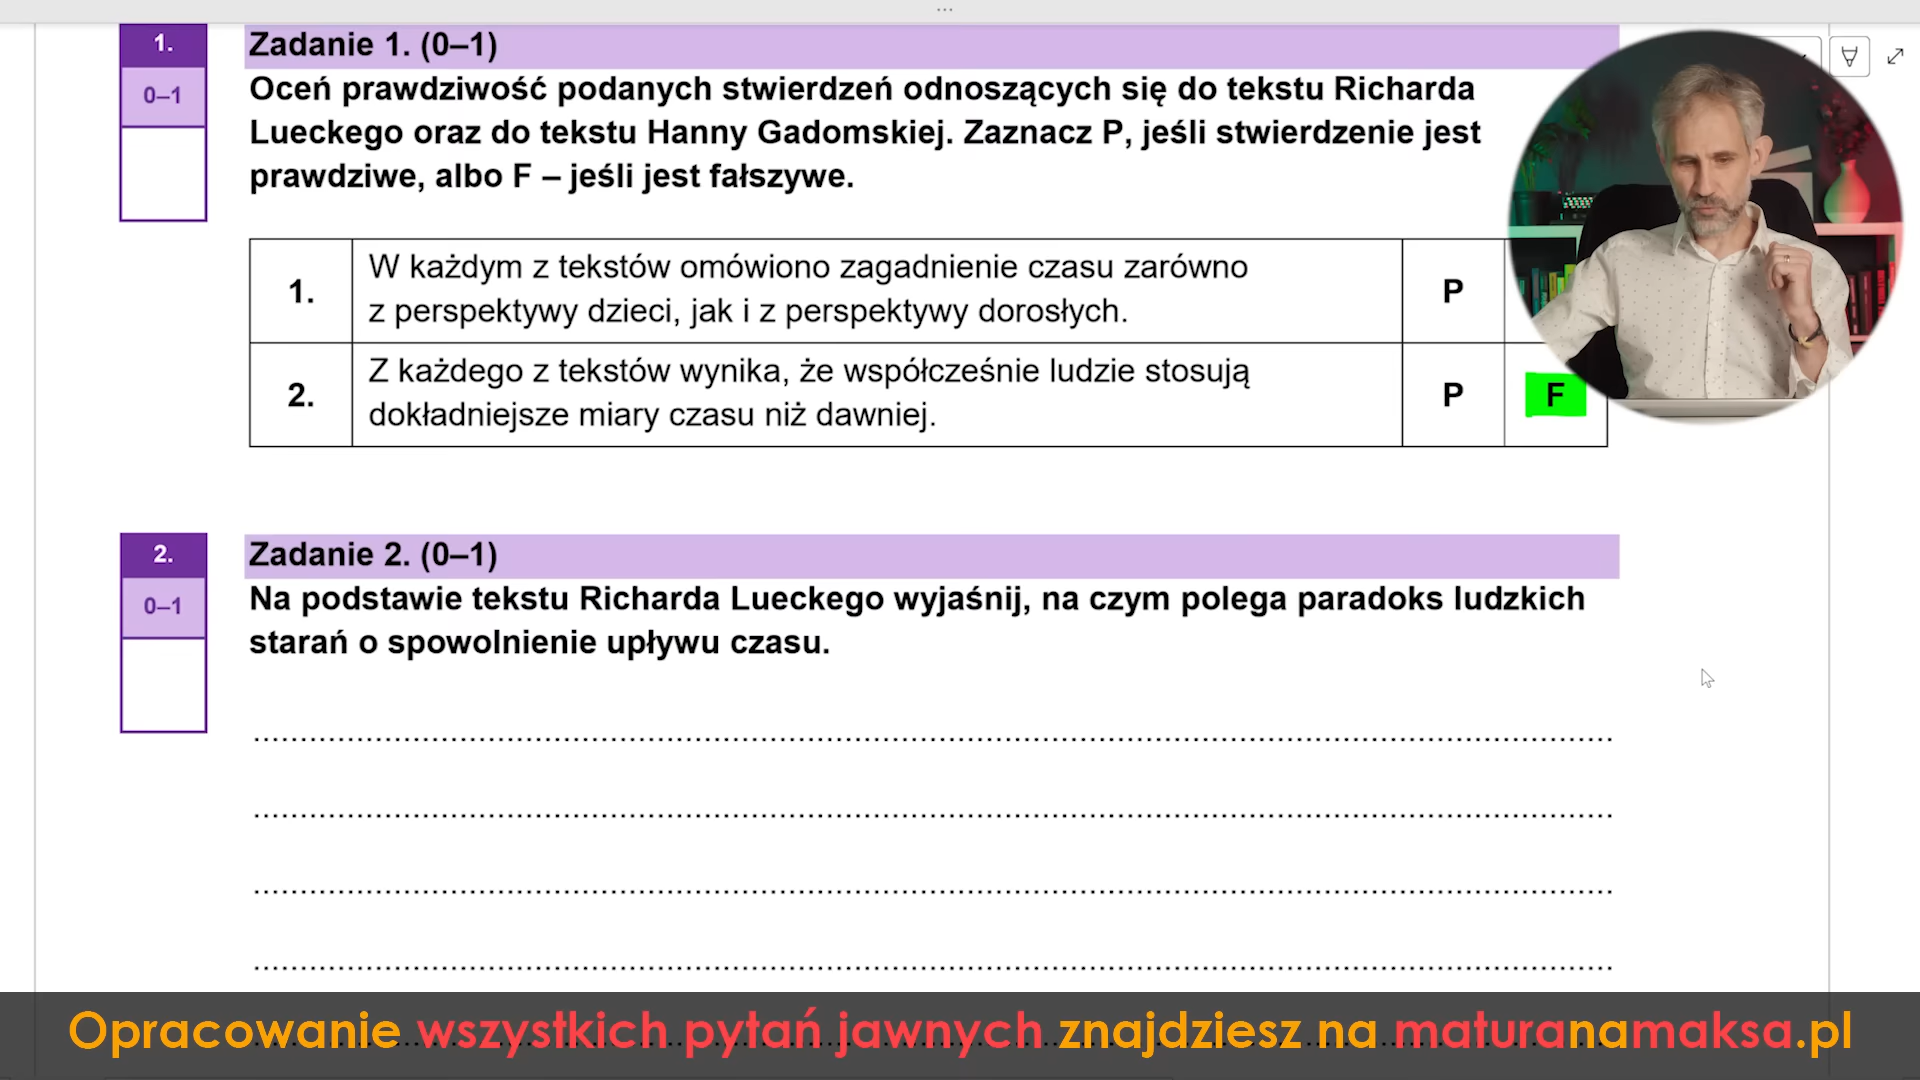 1.
Zadanie 1. (0–1)
0–1
Oceń prawdziwość podanych stwierdzeń odnoszących się do tekstu Richarda
Lueckego oraz do tekstu Hanny Gadomskiej. Zaznacz P, jeśli stwierdzenie jest
prawdziwe, albo F – jeśli jest fałszywe.
1.
W każdym z tekstów omówiono zagadnienie czasu zarówno
z perspektywy dzieci, jak i z perspektywy dorosłych.
P
2.
Z każdego z tekstów wynika, że współcześnie ludzie stosują
dokładniejsze miary czasu niż dawniej.
P
F
2.
Zadanie 2. (0–1)
0–1
Na podstawie tekstu Richarda Lueckego wyjaśnij, na czym polega paradoks ludzkich
starań o spowolnienie upływu czasu.
Opracowanie wszystkich pytań jawnych znajdziesz na maturanamaksa.pl